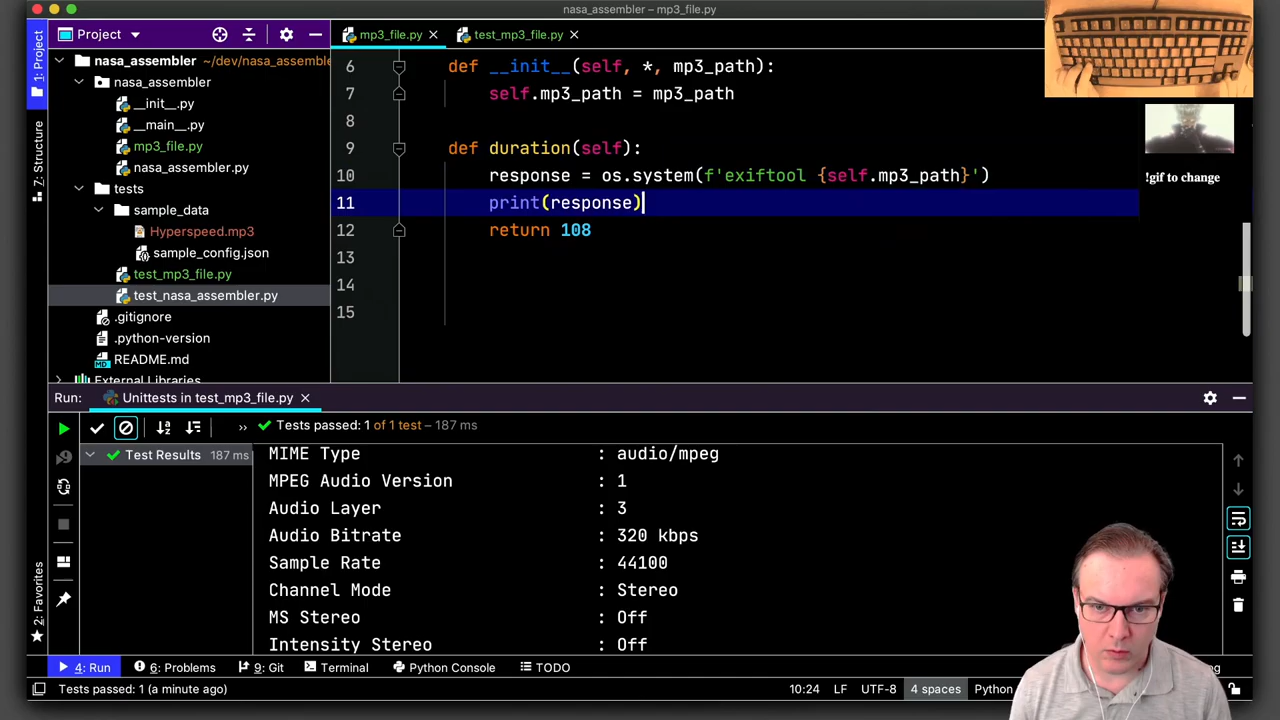 nasa_assembler – mp3_file.py
Project
mp3_file.py
test_mp3_file.py
1: Project
7: Structure
2: Favorites
nasa_assembler ~/dev/nasa_assemble
nasa_assembler
__init__.py
__main__.py
mp3_file.py
nasa_assembler.py
tests
sample_data
Hyperspeed.mp3
sample_config.json
test_mp3_file.py
test_nasa_assembler.py
.gitignore
.python-version
README.md
External Libraries
6 def __init__(self, *, mp3_path):
7 self.mp3_path = mp3_path
8
9 def duration(self):
10 response = os.system(f'exiftool {self.mp3_path}')
11 print(response)
12 return 108
13
14
15
!gif to change
Run: Unittests in test_mp3_file.py
Tests passed: 1 of 1 test – 187 ms
Test Results 187 ms
MIME Type : audio/mpeg
MPEG Audio Version : 1
Audio Layer : 3
Audio Bitrate : 320 kbps
Sample Rate : 44100
Channel Mode : Stereo
MS Stereo : Off
Intensity Stereo : Off
4: Run 6: Problems 9: Git Terminal Python Console TODO
Tests passed: 1 (a minute ago) 10:24 LF UTF-8 4 spaces Python